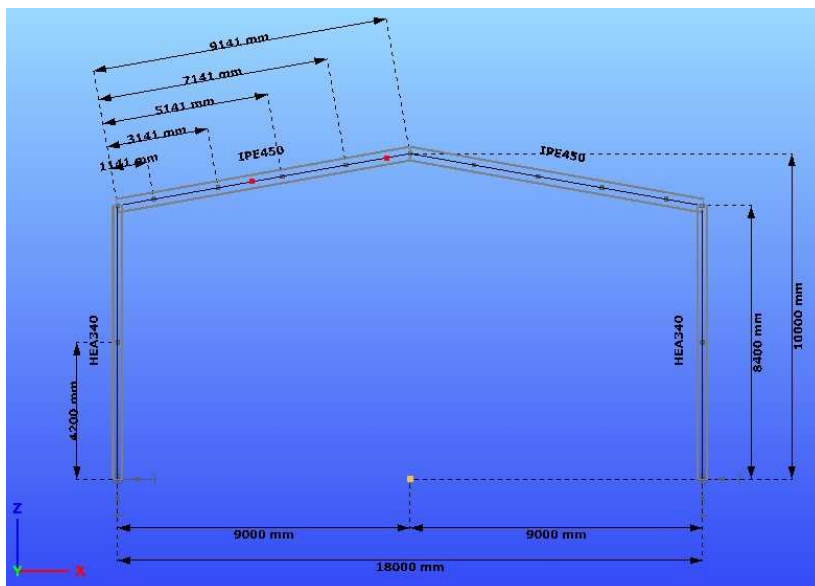 9141 mm
7141 mm
5141 mm
3141 mm
1141 mm
IPE450
IPE450
HEA340
4200 mm
HEA340
8400 mm
10000 mm
9000 mm
9000 mm
18000 mm
Z
Y
X